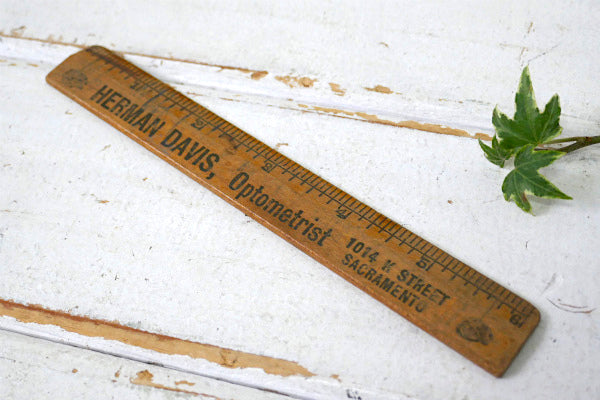 HERMAN DAVIS, Optometrist
1014 K STREET
SACRAMENTO